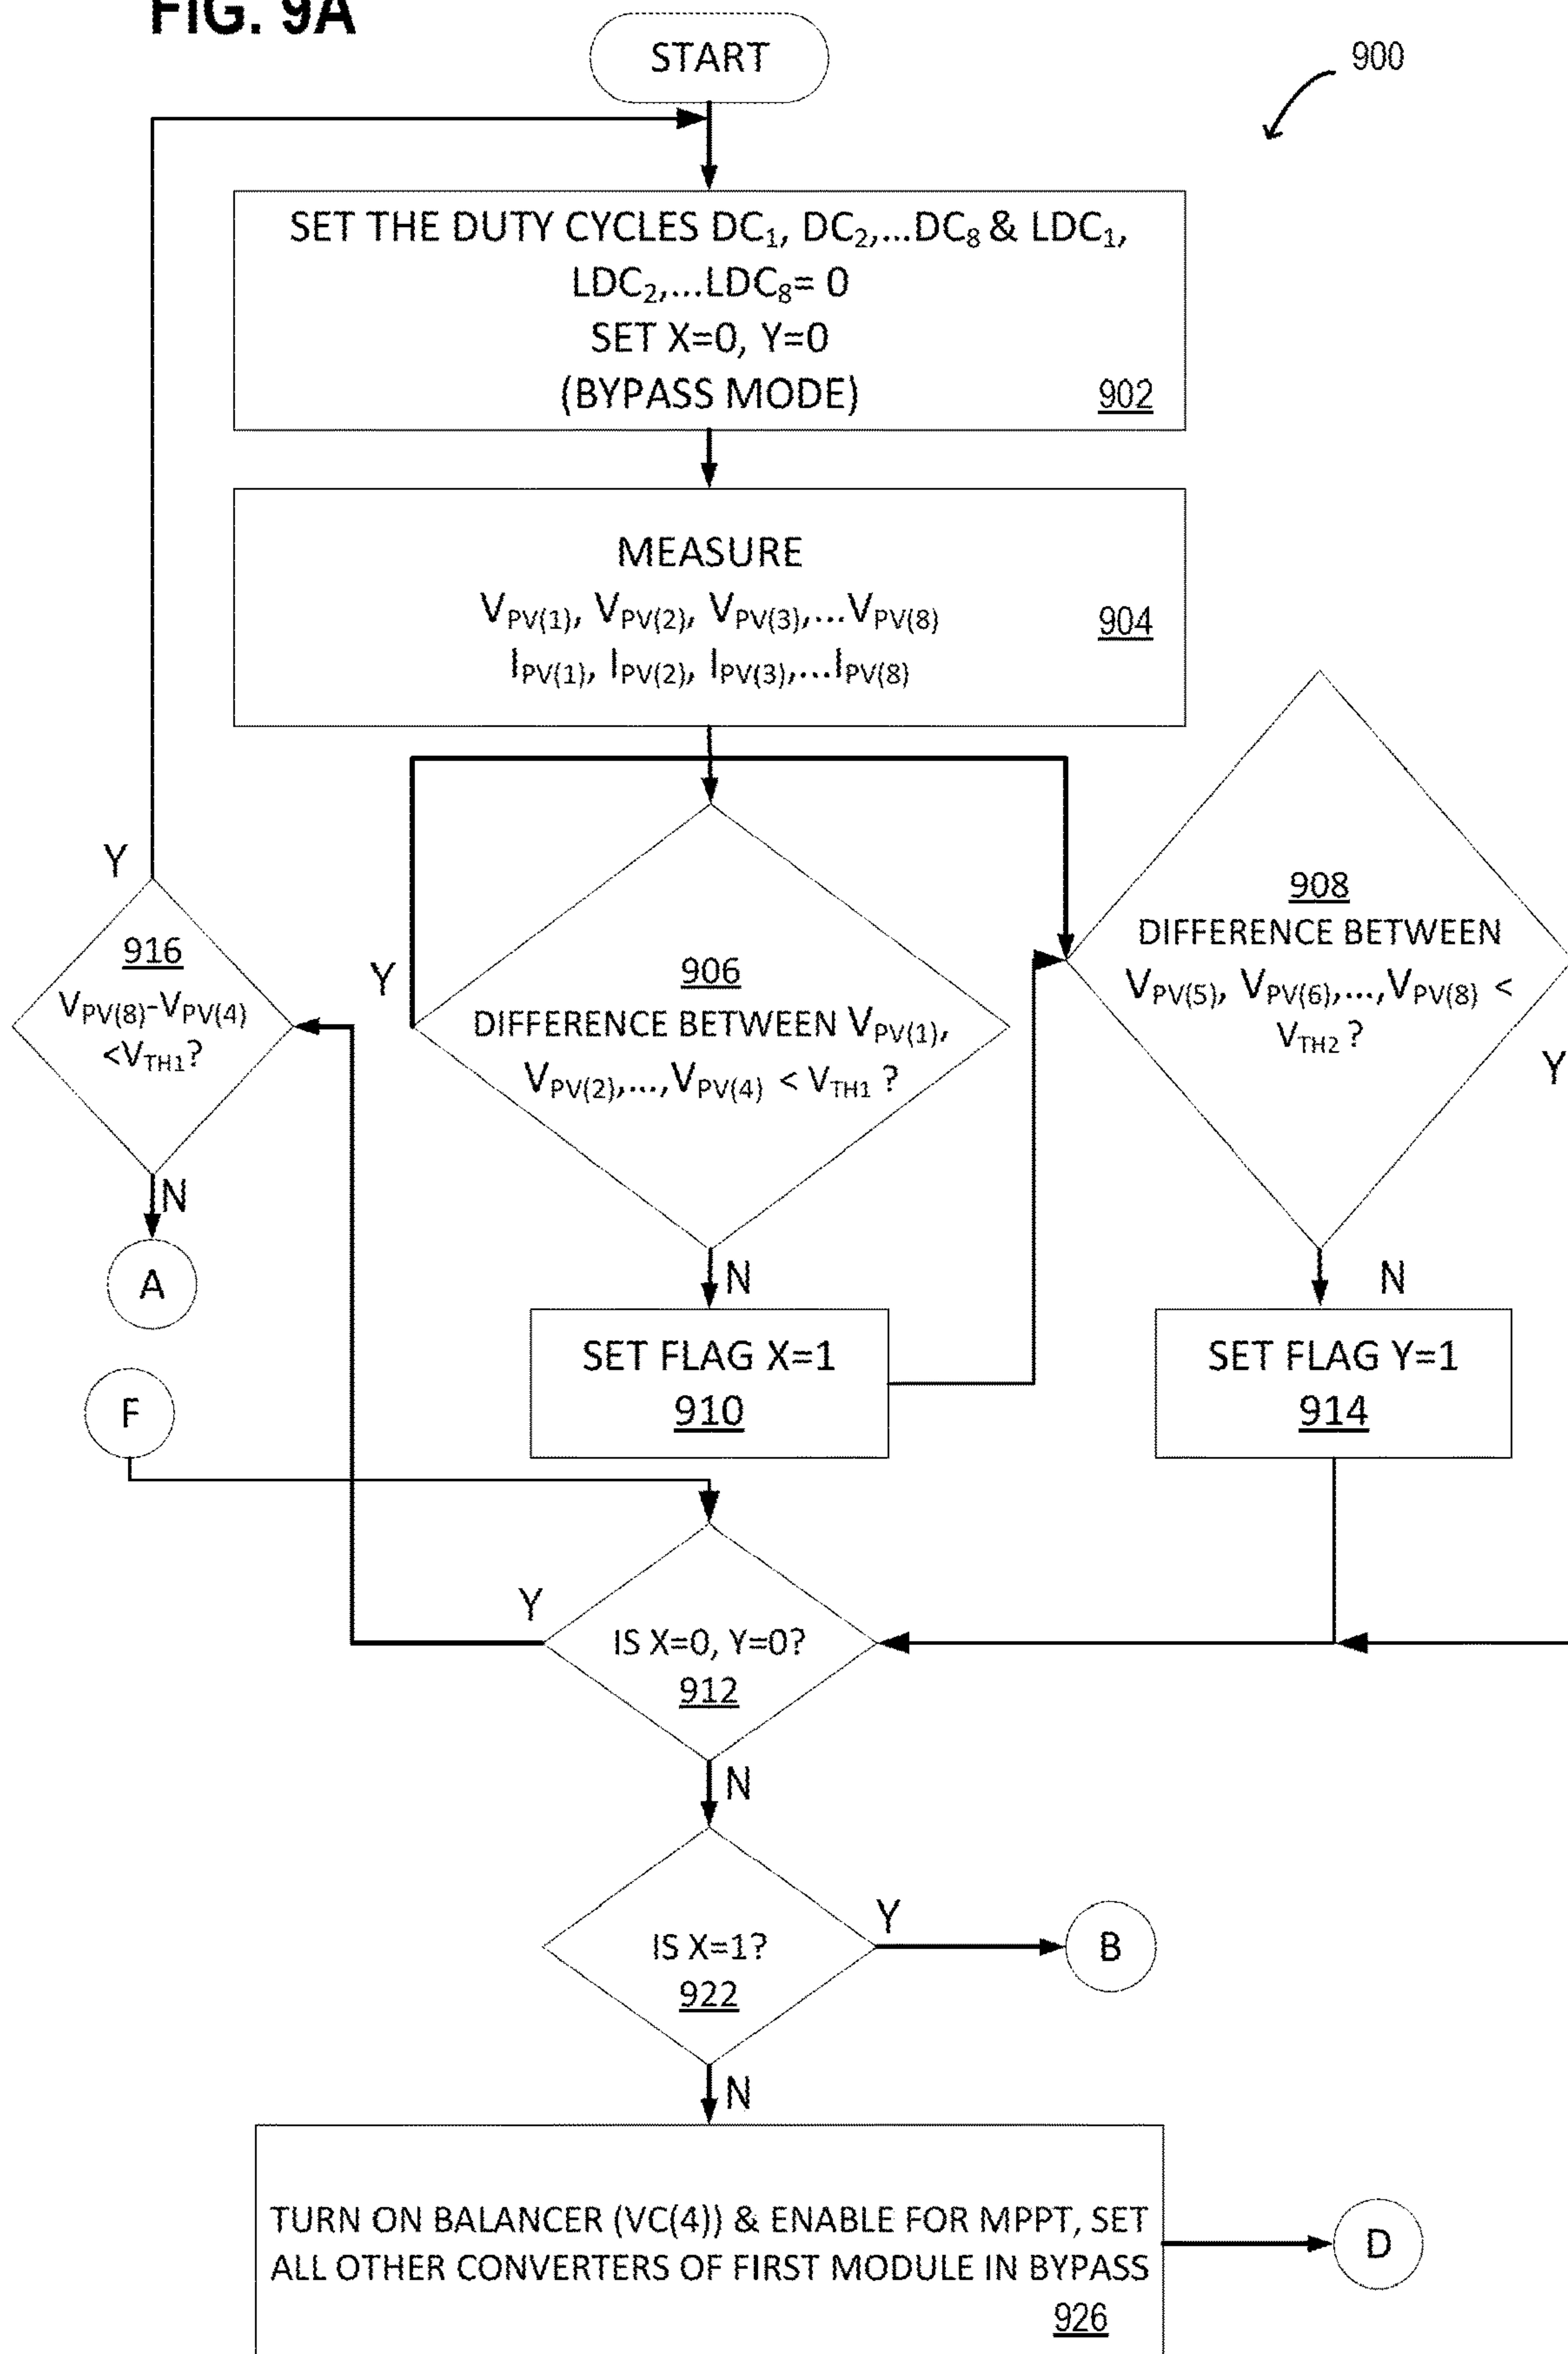 FIG. 9A
START
900
SET THE DUTY CYCLES DC₁, DC₂,...DC₈ & LDC₁,
LDC₂,...LDC₈= 0
SET X=0, Y=0
(BYPASS MODE)
902
MEASURE
V_PV(1), V_PV(2), V_PV(3),...V_PV(8)
I_PV(1), I_PV(2), I_PV(3),...I_PV(8)
904
Y
916
V_PV(8)-V_PV(4)
<V_TH1?
N
A
Y
906
DIFFERENCE BETWEEN V_PV(1),
V_PV(2),...,V_PV(4) < V_TH1 ?
N
908
DIFFERENCE BETWEEN
V_PV(5), V_PV(6),...,V_PV(8) <
V_TH2 ?
Y
N
SET FLAG X=1
910
SET FLAG Y=1
914
F
Y
IS X=0, Y=0?
912
N
IS X=1?
922
Y
B
N
TURN ON BALANCER (VC(4)) & ENABLE FOR MPPT, SET
ALL OTHER CONVERTERS OF FIRST MODULE IN BYPASS
926
D